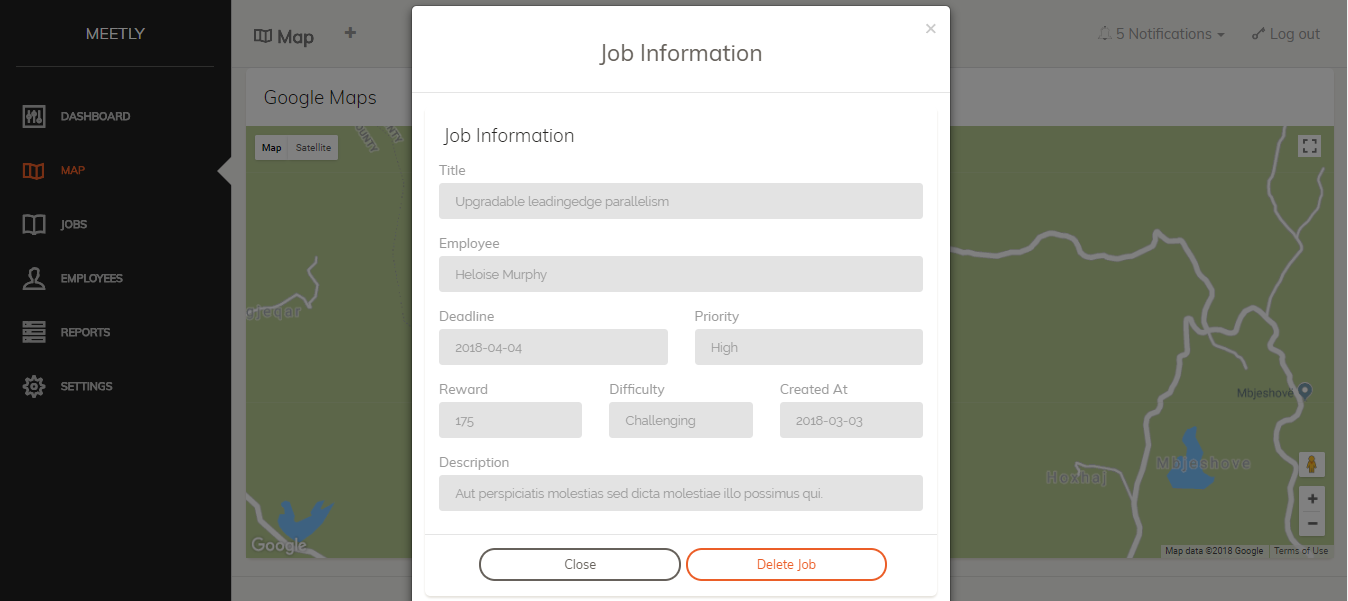 MEETLY
DASHBOARD
MAP
JOBS
EMPLOYEES
REPORTS
SETTINGS
Map +
5 Notifications
Log out
Google Maps
Map Satellite
UNTY
NTY
Mbjeshovë
Mbjeshove
Hoxhaj
Google
Map data ©2018 Google Terms of Use
×
Job Information
Job Information
Title
Upgradable leadingedge parallelism
Employee
Heloise Murphy
Deadline Priority
2018-04-04 High
Reward Difficulty Created At
175 Challenging 2018-03-03
Description
Aut perspiciatis molestias sed dicta molestiae illo possimus qui.
Close Delete Job